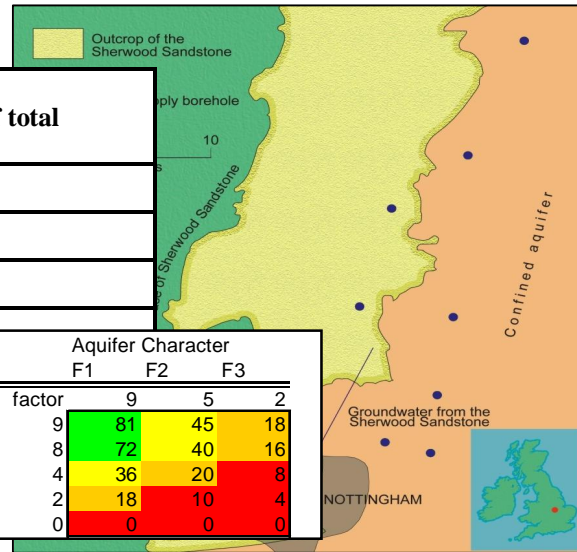 Outcrop of the
Sherwood Sandstone
total
borehole
10
of Sherwood Sandstone
Confined aquifer
Aquifer Character
F1 F2 F3
factor 9 5 2
9 81 45 18
8 72 40 16
4 36 20 8
2 18 10 4
0 0 0 0
Groundwater from the
Sherwood Sandstone
NOTTINGHAM